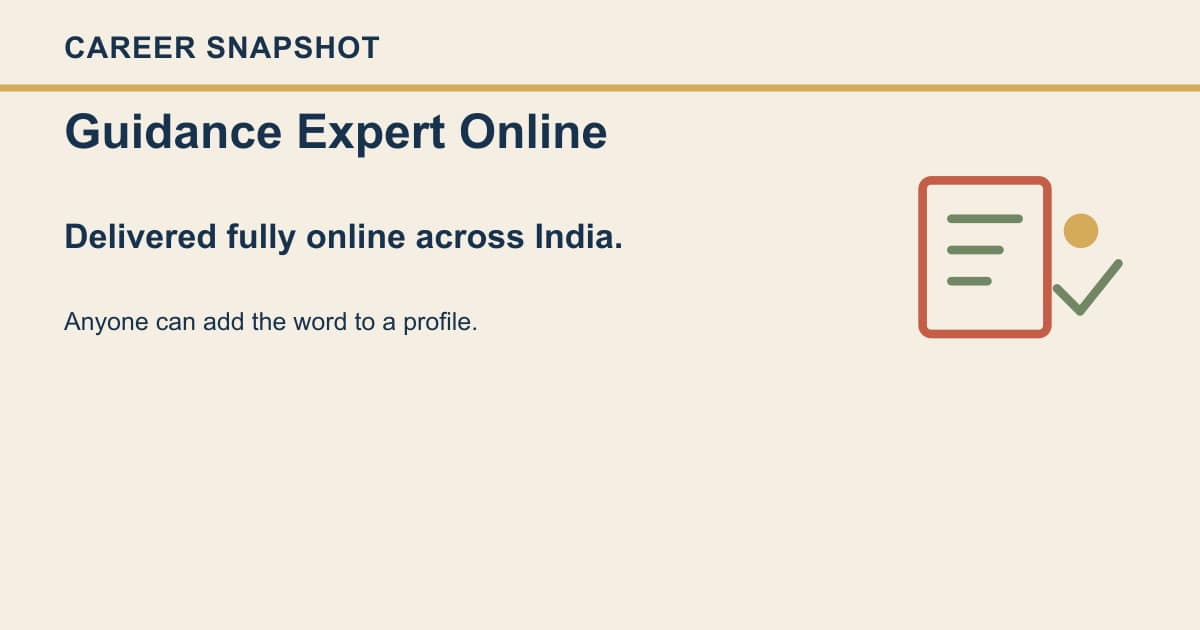 CAREER SNAPSHOT
Guidance Expert Online
Delivered fully online across India.
Anyone can add the word to a profile.